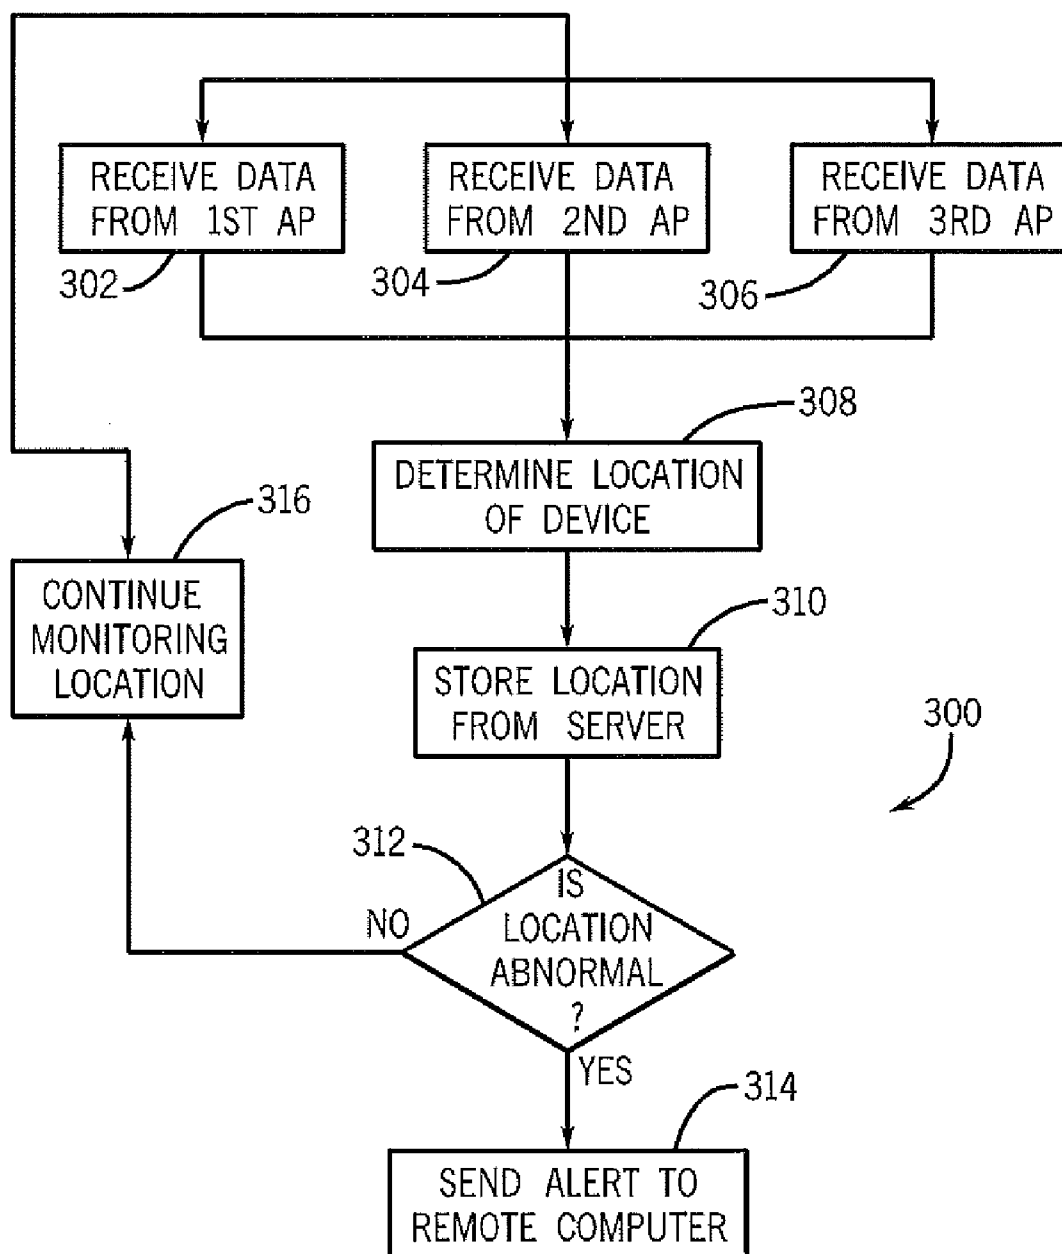 RECEIVE DATA
FROM 1ST AP
302
RECEIVE DATA
FROM 2ND AP
304
RECEIVE DATA
FROM 3RD AP
306
308
DETERMINE LOCATION
OF DEVICE
316
CONTINUE
MONITORING
LOCATION
310
STORE LOCATION
FROM SERVER
300
312
IS
LOCATION
ABNORMAL
?
NO
YES
314
SEND ALERT TO
REMOTE COMPUTER